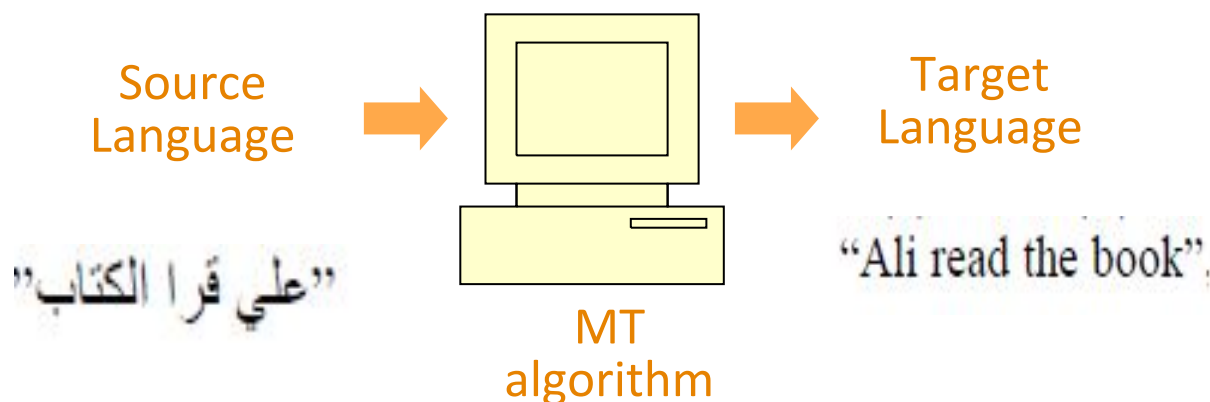 Source
Language
Target
Language
”علي قرا الكتاب”
“Ali read the book”,
MT
algorithm